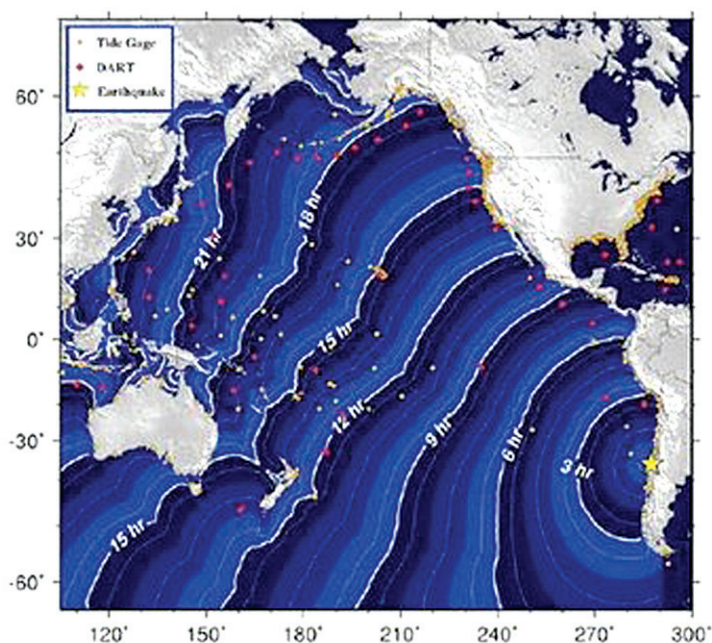 Tide Gage
DART
Earthquake
60˚
30˚
0˚
-30˚
-60˚
21 hr
18 hr
15 hr
12 hr
9 hr
6 hr
3 hr
15 hr
120˚ 150˚ 180˚ 210˚ 240˚ 270˚ 300˚